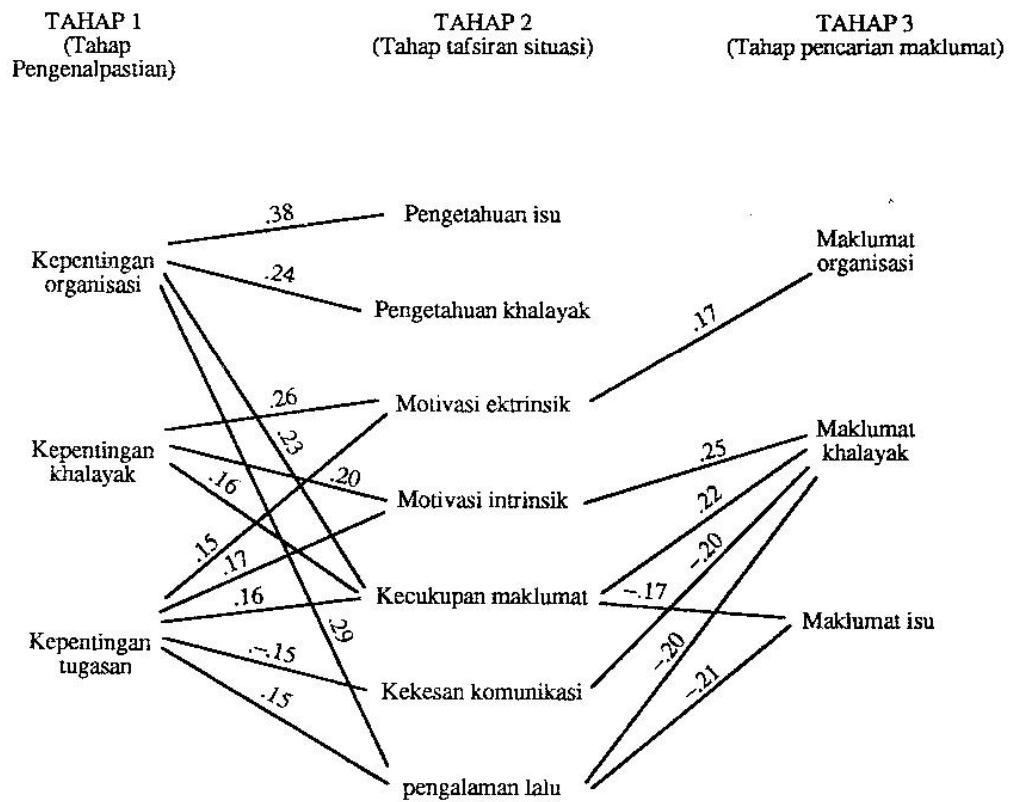 TAHAP 1
(Tahap
Pengenalpastian)
TAHAP 2
(Tahap tafsiran situasi)
TAHAP 3
(Tahap pencarian maklumat)
.38
Pengetahuan isu
Kepentingan
organisasi
.24
Pengetahuan khalayak
Maklumat
organisasi
.17
.26
Motivasi ektrinsik
.23
Kepentingan
khalayak
.20
.16
Motivasi intrinsik
.25
Maklumat
khalayak
.22
.15
.17
.16
Kecukupan maklumat
-.20
-.17
Maklumat isu
Kepentingan
tugasan
.29
-.15
.15
Kekesan komunikasi
-.20
-.21
pengalaman lalu